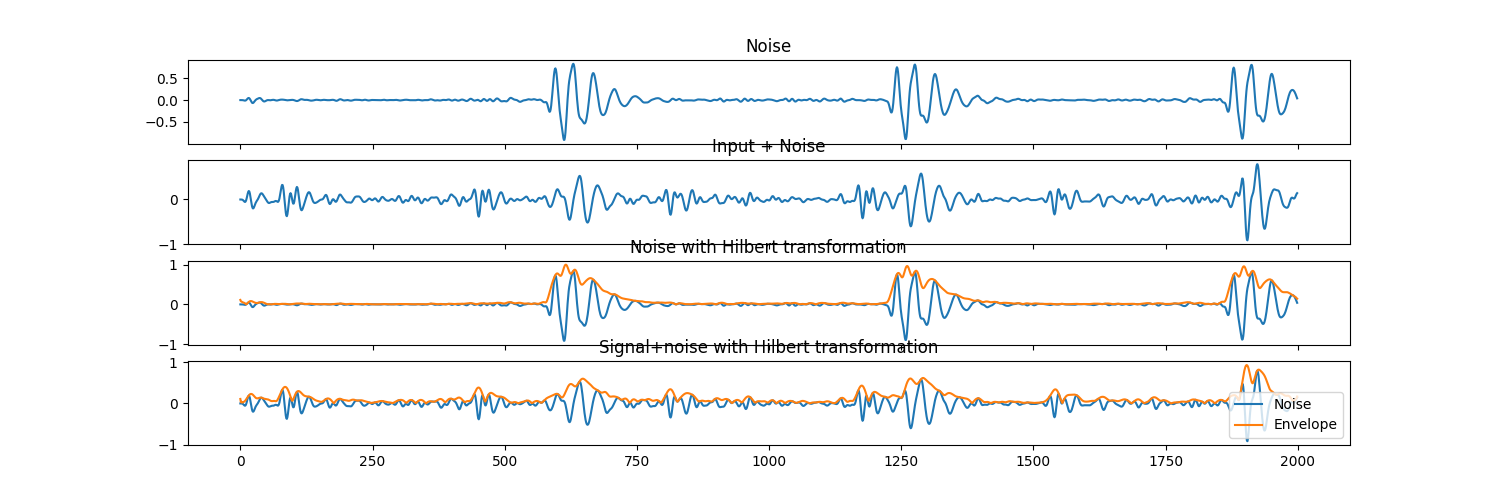 Noise
0.5
0.0
−0.5
Input + Noise
0
−1
Noise with Hilbert transformation
1
0
−1
Signal+noise with Hilbert transformation
1
0
−1
Noise
Envelope
0 250 500 750 1000 1250 1500 1750 2000